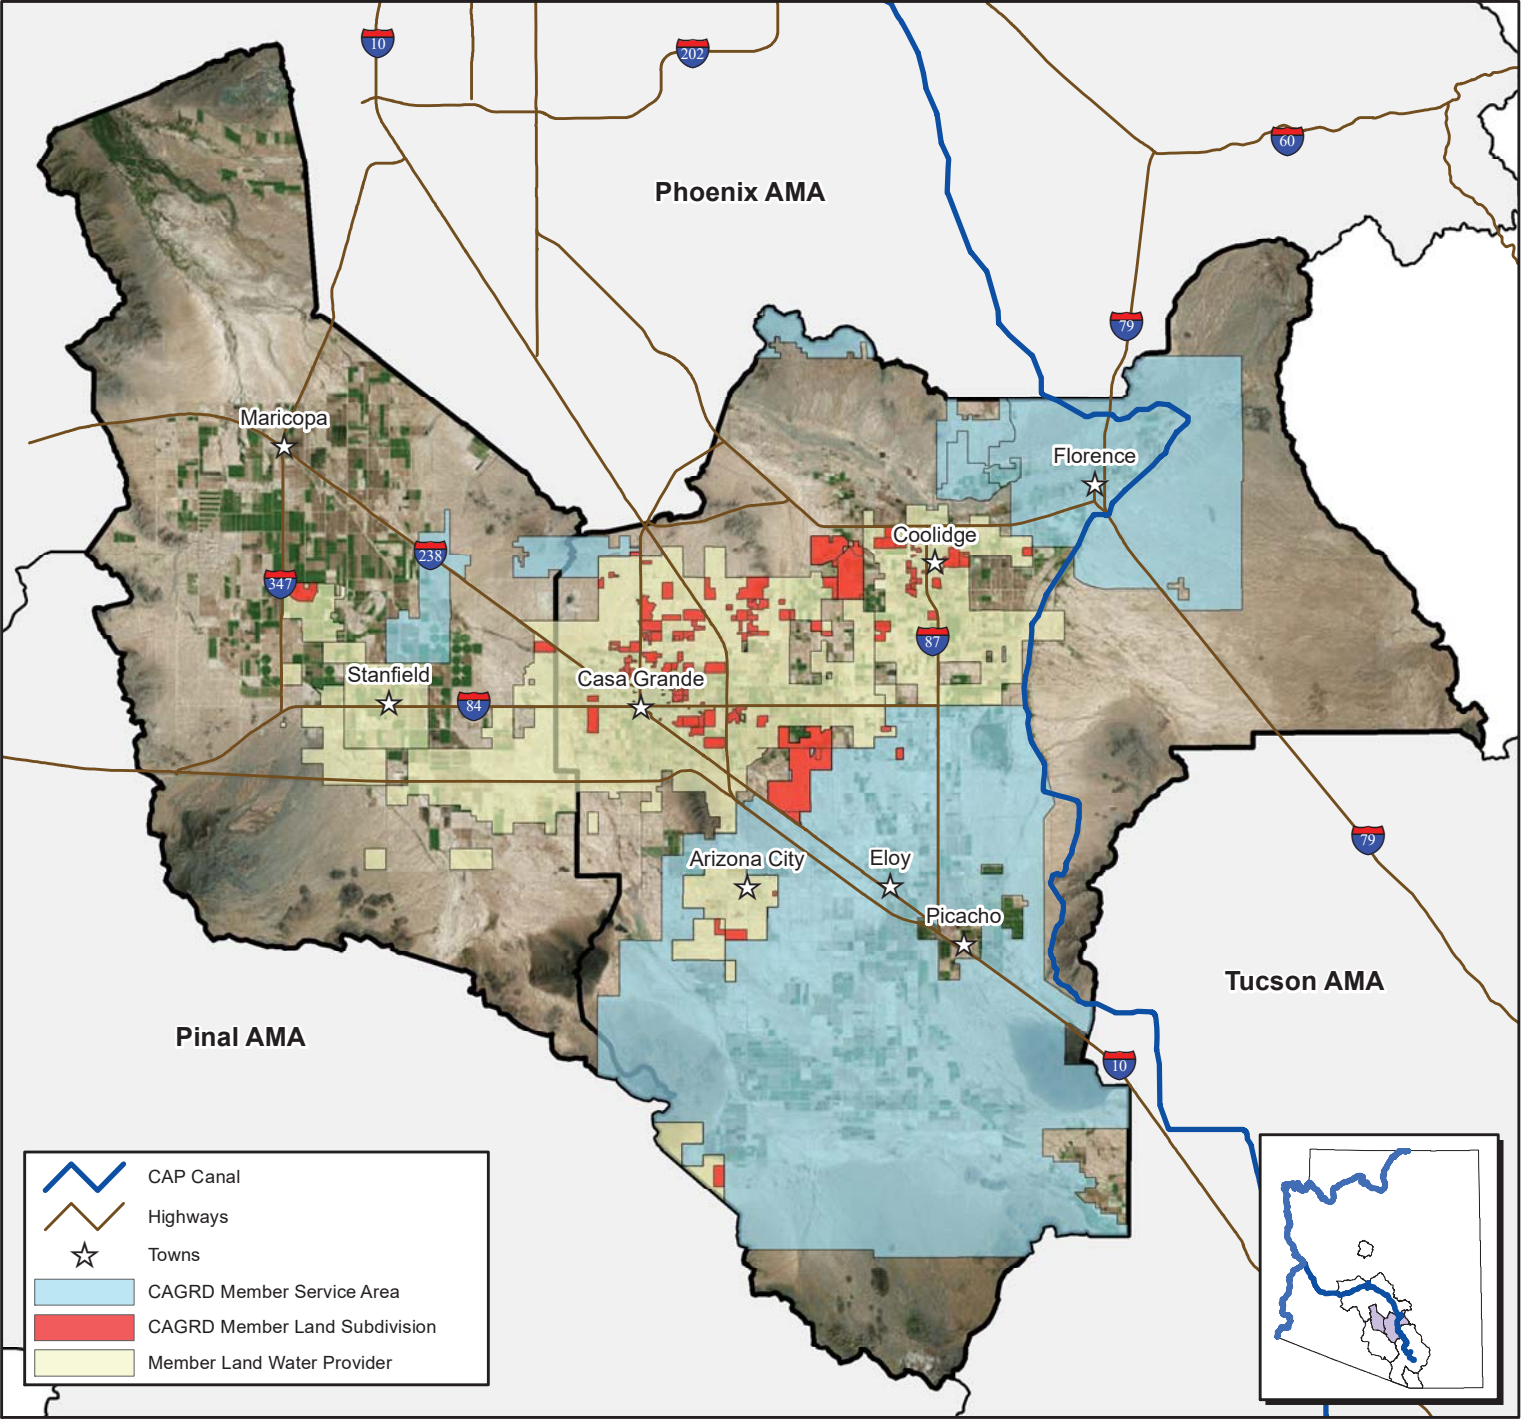 10
202
60
Phoenix AMA
79
Maricopa
Florence
Coolidge
238
347
87
Stanfield
Casa Grande
84
79
Arizona City
Eloy
Picacho
Tucson AMA
Pinal AMA
10
CAP Canal
Highways
Towns
CAGRD Member Service Area
CAGRD Member Land Subdivision
Member Land Water Provider